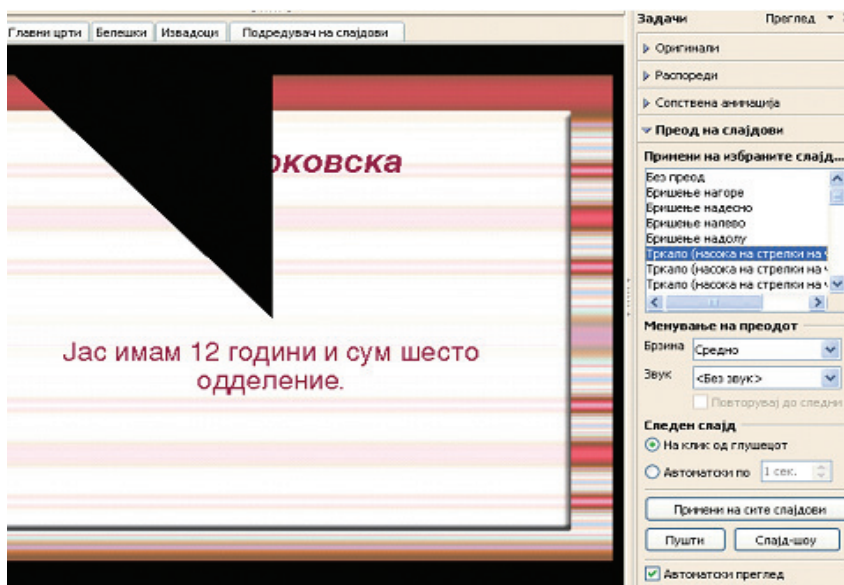 Задачи Преглед
Главни црти Белешки Извадоци Подредувач на слајдови
Оригинали
Распореди
Сопствена анимација
Преод на слајдови
Примени на избраните слајд...
Без преод
Бришење нагоре
Бришење надесно
Бришење налево
Бришење надолу
Тркало (насока на стрелки на
Тркало (насока на стрелки на
Тркало (насока на стрелки на
оковска
Јас имам 12 години и сум шесто
одделение.
Менување на преодот
Брзина Средно
Звук <Без звук>
Повторувај до следни
Следен слајд
На клик од глушецот
Автоматски по 1 сек.
Примени на сите слајдови
Пушти Слајд-шоу
Автоматски преглед